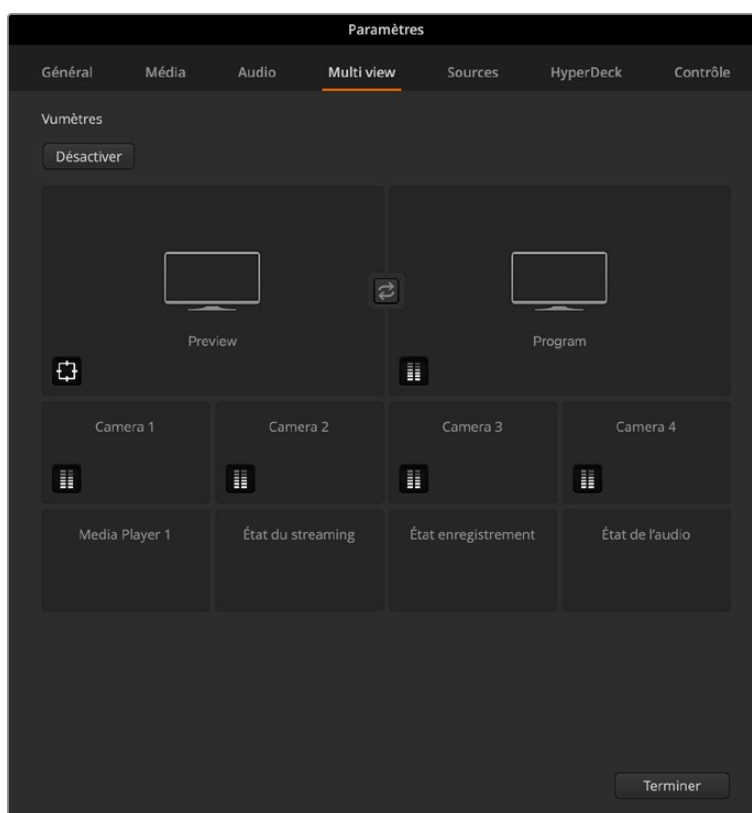 Paramètres
Général Média Audio Multi view Sources HyperDeck Contrôle
Vumètres
Désactiver
Preview Program
Camera 1 Camera 2 Camera 3 Camera 4
Media Player 1 État du streaming État enregistrement État de l’audio
Terminer